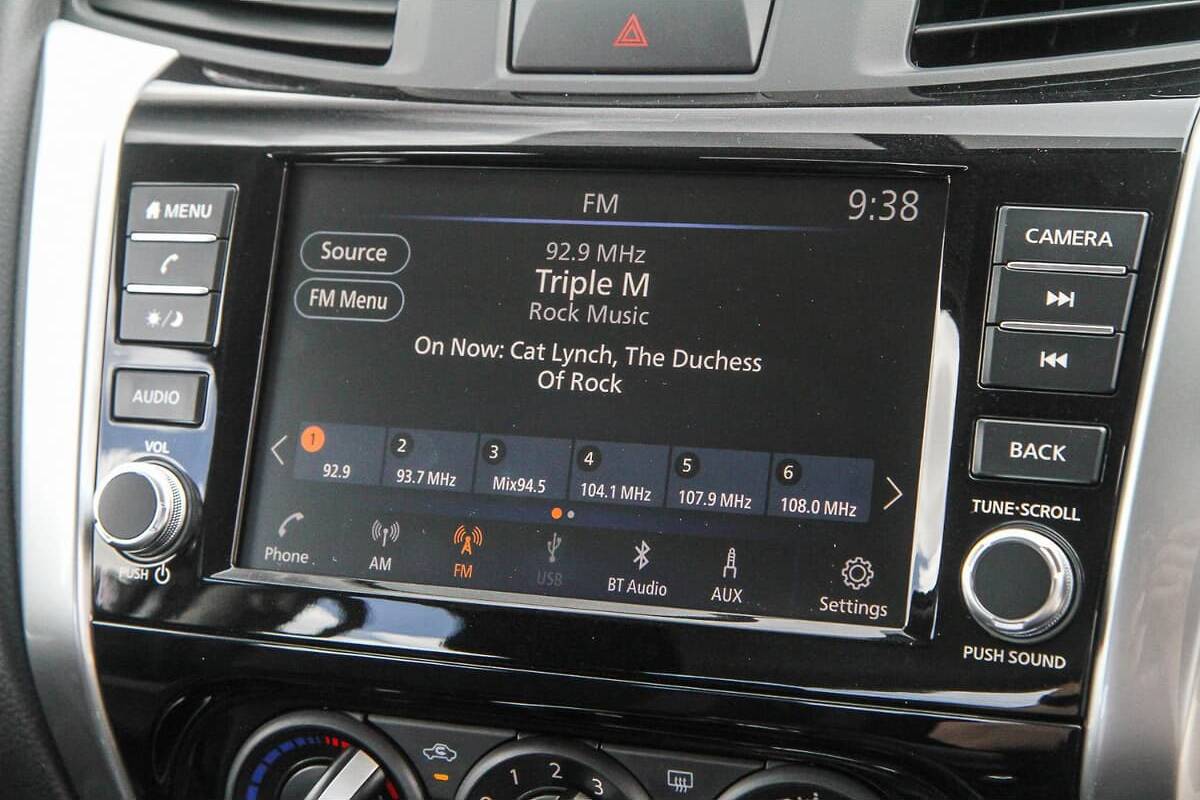 FM
9:38
MENU
Source
FM Menu
92.9 MHz
Triple M
Rock Music
On Now: Cat Lynch, The Duchess
Of Rock
CAMERA
AUDIO
VOL
PUSH
1
92.9
2
93.7 MHz
3
Mix94.5
4
104.1 MHz
5
107.9 MHz
6
108.0 MHz
BACK
TUNE·SCROLL
PUSH SOUND
Phone
AM
FM
USB
BT Audio
AUX
Settings
1 2 3